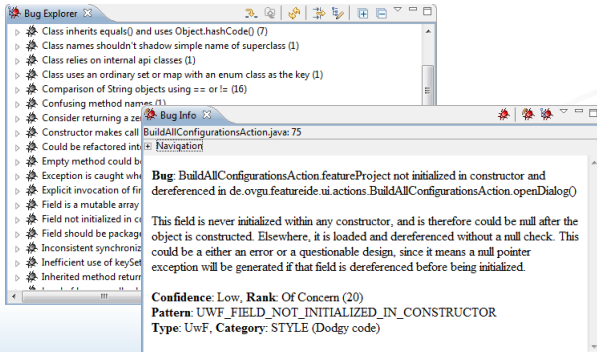 Bug Explorer
Class inherits equals() and uses Object.hashCode() (7)
Class names shouldn't shadow simple name of superclass (1)
Class relies on internal api classes (1)
Class uses an ordinary set or map with an enum class as the key (1)
Comparison of String objects using == or != (16)
Confusing method names (1)
Consider returning a ze
Constructor makes call
Could be refactored into
Empty method could b
Exception is caught whe
Explicit invocation of fin
Field is a mutable array
Field not initialized in co
Field should be package
Inconsistent synchroniz
Inefficient use of keySet
Inherited method return
Bug Info
BuildAllConfigurationsAction.java: 75
Navigation
Bug: BuildAllConfigurationsAction.featureProject not initialized in constructor and
dereferenced in de.ovgu.featureide.ui.actions.BuildAllConfigurationsAction.openDialog()
This field is never initialized within any constructor, and is therefore could be null after the
object is constructed. Elsewhere, it is loaded and dereferenced without a null check. This
could be a either an error or a questionable design, since it means a null pointer
exception will be generated if that field is dereferenced before being initialized.
Confidence: Low, Rank: Of Concern (20)
Pattern: UWF_FIELD_NOT_INITIALIZED_IN_CONSTRUCTOR
Type: UwF, Category: STYLE (Dodgy code)